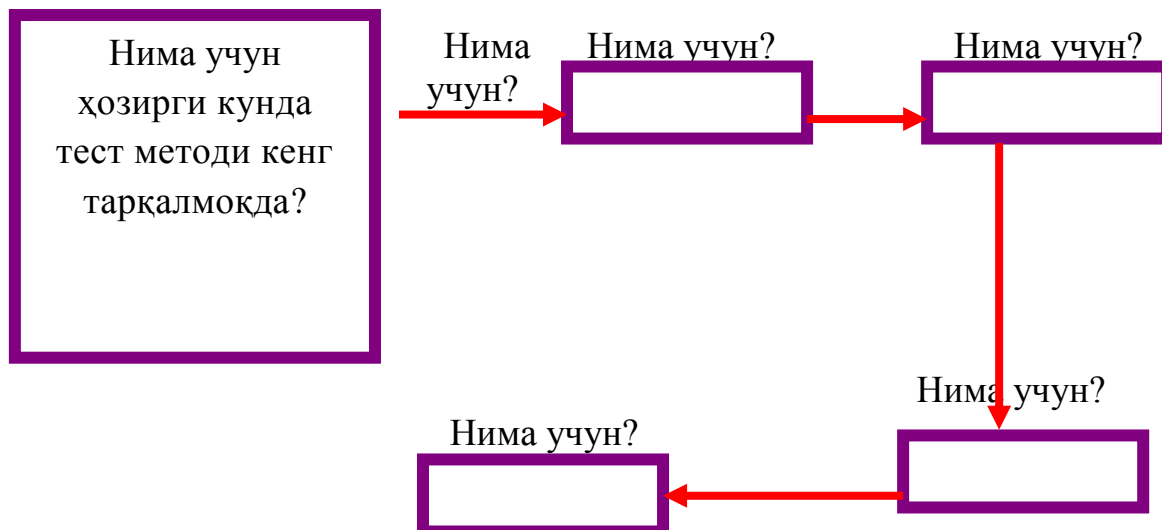 Нима учун
ҳозирги кунда
тест методи кенг
тарқалмоқда?
Нима
учун?
Нима учун?
Нима учун?
Нима учун?
Нима учун?